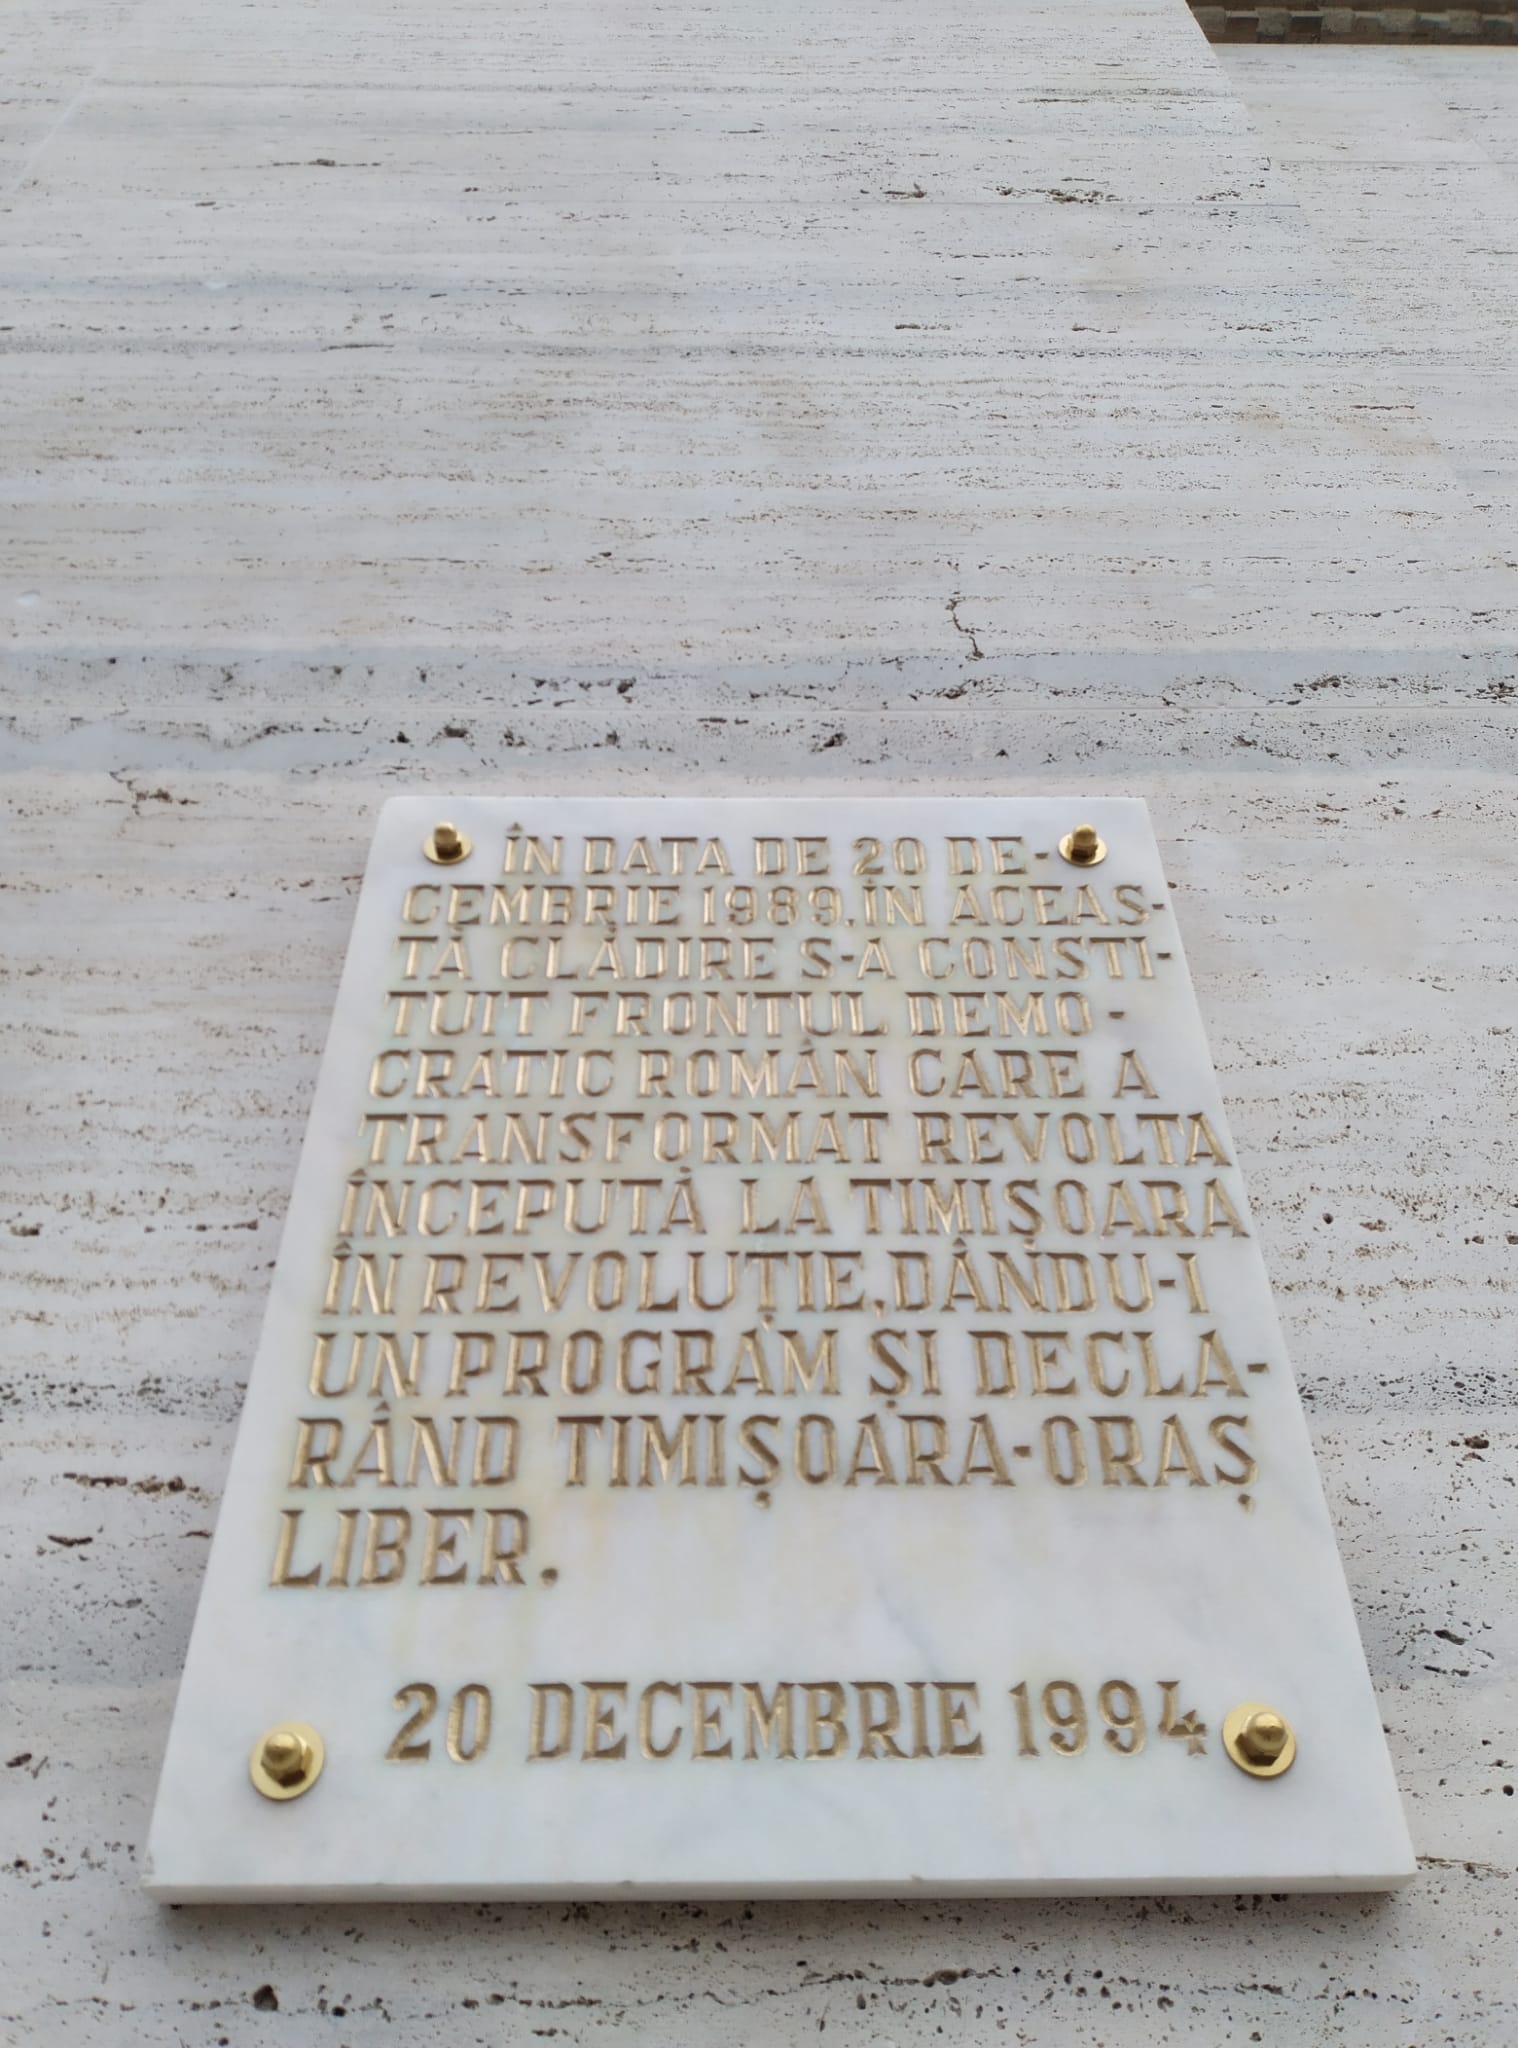 ÎN DATA DE 20 DE-
CEMBRIE 1989, ÎN ACEAS-
TĂ CLĂDIRE S-A CONSTI-
TUIT FRONTUL DEMO-
CRATIC ROMÂN CARE A
TRANSFORMAT REVOLTA
ÎNCEPUTĂ LA TIMIȘOARA
ÎN REVOLUȚIE, DÂNDU-I
UN PROGRAM ȘI DECLA-
RÂND TIMIȘOARA-ORAȘ
LIBER.
20 DECEMBRIE 1994